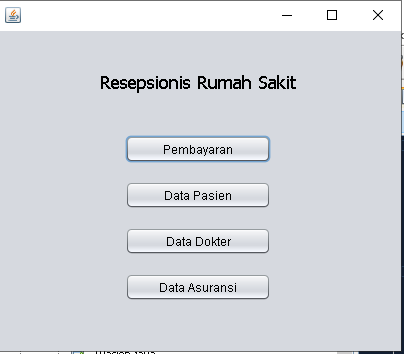 Resepsionis Rumah Sakit
Pembayaran
Data Pasien
Data Dokter
Data Asuransi